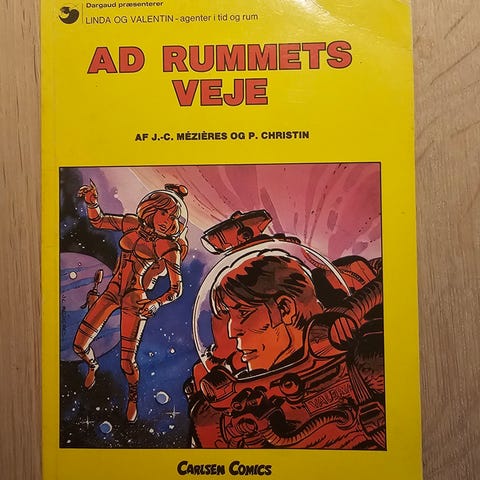 Dargaud præsenterer
LINDA OG VALENTIN - agenter i tid og rum
AD RUMMETS
VEJE
AF J.-C. MÉZIÈRES OG P. CHRISTIN
CARLSEN COMICS